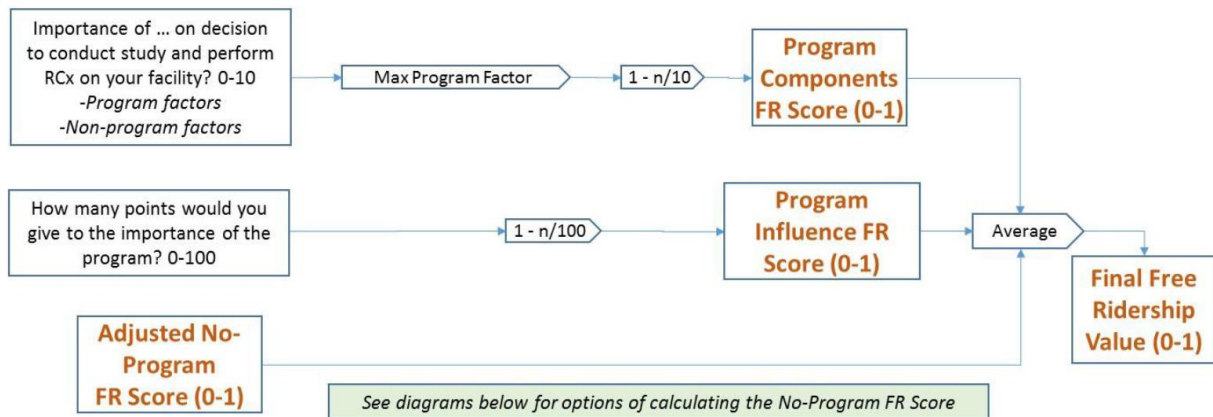 Importance of ... on decision
to conduct study and perform
RCx on your facility? 0-10
-Program factors
-Non-program factors
Max Program Factor
1 - n/10
Program
Components
FR Score (0-1)
How many points would you
give to the importance of the
program? 0-100
1 - n/100
Program
Influence FR
Score (0-1)
Average
Final Free
Ridership
Value (0-1)
Adjusted No-
Program
FR Score (0-1)
See diagrams below for options of calculating the No-Program FR Score